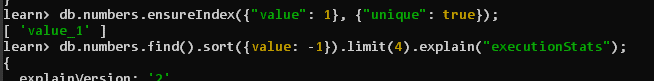 learn> db.numbers.ensureIndex({"value": 1}, {"unique": true});
[ 'value_1' ]
learn> db.numbers.find().sort({value: -1}).limit(4).explain("executionStats");
{
explainVersion: '2'